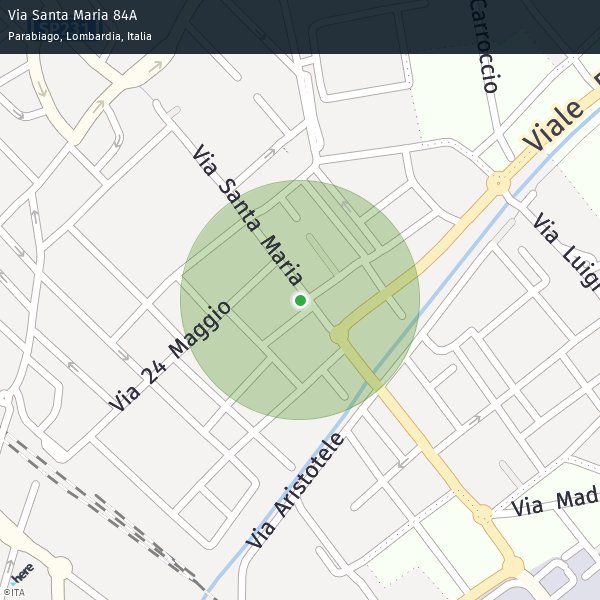 Via Santa Maria 84A
Parabiago, Lombardia, Italia
Carroccio
Viale
Via Santa Maria
Via Luigi
Via 24 Maggio
Via Aristotele
Via Mad
here
©ITA